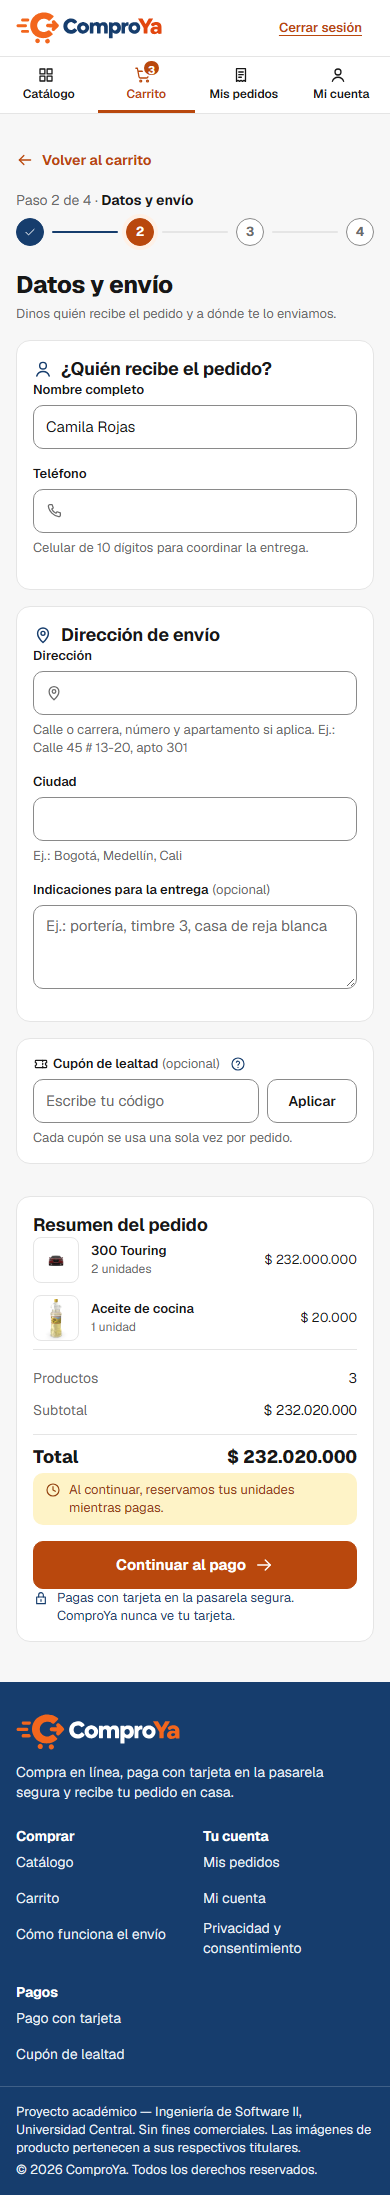 ComproYa
Cerrar sesión
Catálogo
3
Carrito
Mis pedidos
Mi cuenta
Volver al carrito
Paso 2 de 4 · Datos y envío
2
3
4
Datos y envío
Dinos quién recibe el pedido y a dónde te lo enviamos.
¿Quién recibe el pedido?
Nombre completo
Camila Rojas
Teléfono
Celular de 10 dígitos para coordinar la entrega.
Dirección de envío
Dirección
Calle o carrera, número y apartamento si aplica. Ej.:
Calle 45 # 13-20, apto 301
Ciudad
Ej.: Bogotá, Medellín, Cali
Indicaciones para la entrega (opcional)
Ej.: portería, timbre 3, casa de reja blanca
Cupón de lealtad (opcional) ?
Escribe tu código
Aplicar
Cada cupón se usa una sola vez por pedido.
Resumen del pedido
300 Touring
2 unidades
$ 232.000.000
Aceite de cocina
1 unidad
$ 20.000
Productos 3
Subtotal $ 232.020.000
Total $ 232.020.000
Al continuar, reservamos tus unidades
mientras pagas.
Continuar al pago
Pagas con tarjeta en la pasarela segura.
ComproYa nunca ve tu tarjeta.
ComproYa
Compra en línea, paga con tarjeta en la pasarela
segura y recibe tu pedido en casa.
Comprar
Catálogo
Carrito
Cómo funciona el envío
Tu cuenta
Mis pedidos
Mi cuenta
Privacidad y
consentimiento
Pagos
Pago con tarjeta
Cupón de lealtad
Proyecto académico — Ingeniería de Software II,
Universidad Central. Sin fines comerciales. Las imágenes de
producto pertenecen a sus respectivos titulares.
© 2026 ComproYa. Todos los derechos reservados.